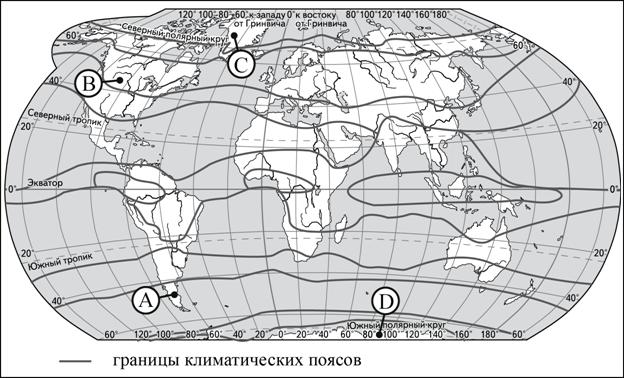 120° 100° 80° 60° к западу 0° к востоку 80° 100° 120° 140° 160° 180°
от Гринвича от Гринвича
Северный полярный круг
60° 60°
C
B
40° 40°
Северный тропик
20° 20°
Экватор
0° 0°
20° 20°
Южный тропик
A
D
40° 40°
Южный полярный круг
60° 120° 100° 80° 60° 40° 20° 0° 20° 40° 60° 80° 100° 120° 140° 160° 180° 60°
границы климатических поясов